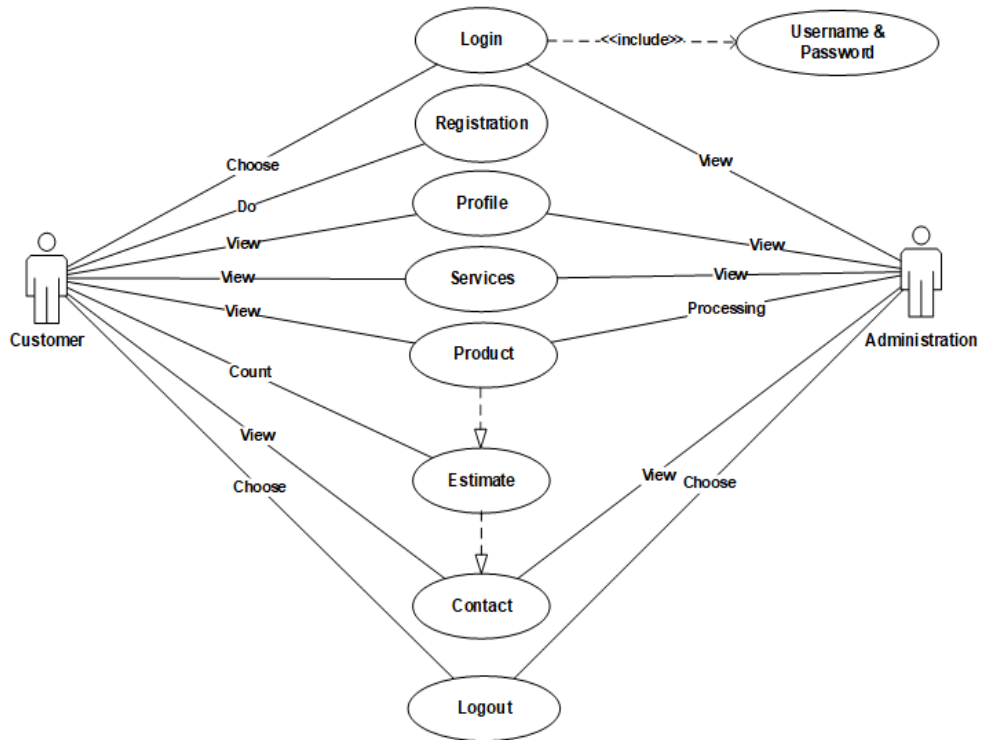 Login
<<include>>
Username &
Password
Registration
Choose
View
Do
Profile
View
View
Services
View
View
View
Processing
Customer
Administration
Product
Count
View
Estimate
View
Choose
Choose
Contact
Logout